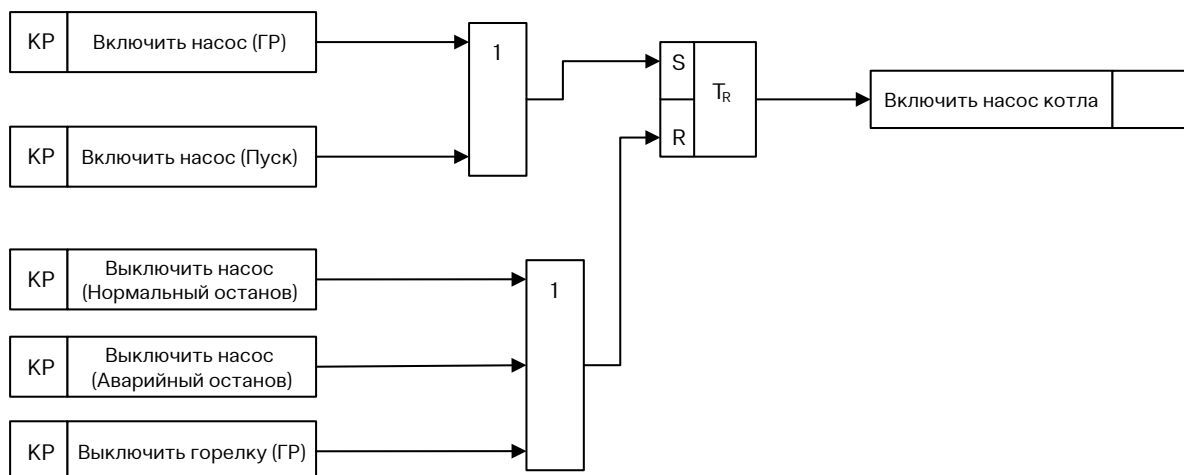 КР Включить насос (ГР)
1
S
T_R
R
Включить насос котла
КР Включить насос (Пуск)
КР Выключить насос
(Нормальный останов)
1
КР Выключить насос
(Аварийный останов)
КР Выключить горелку (ГР)